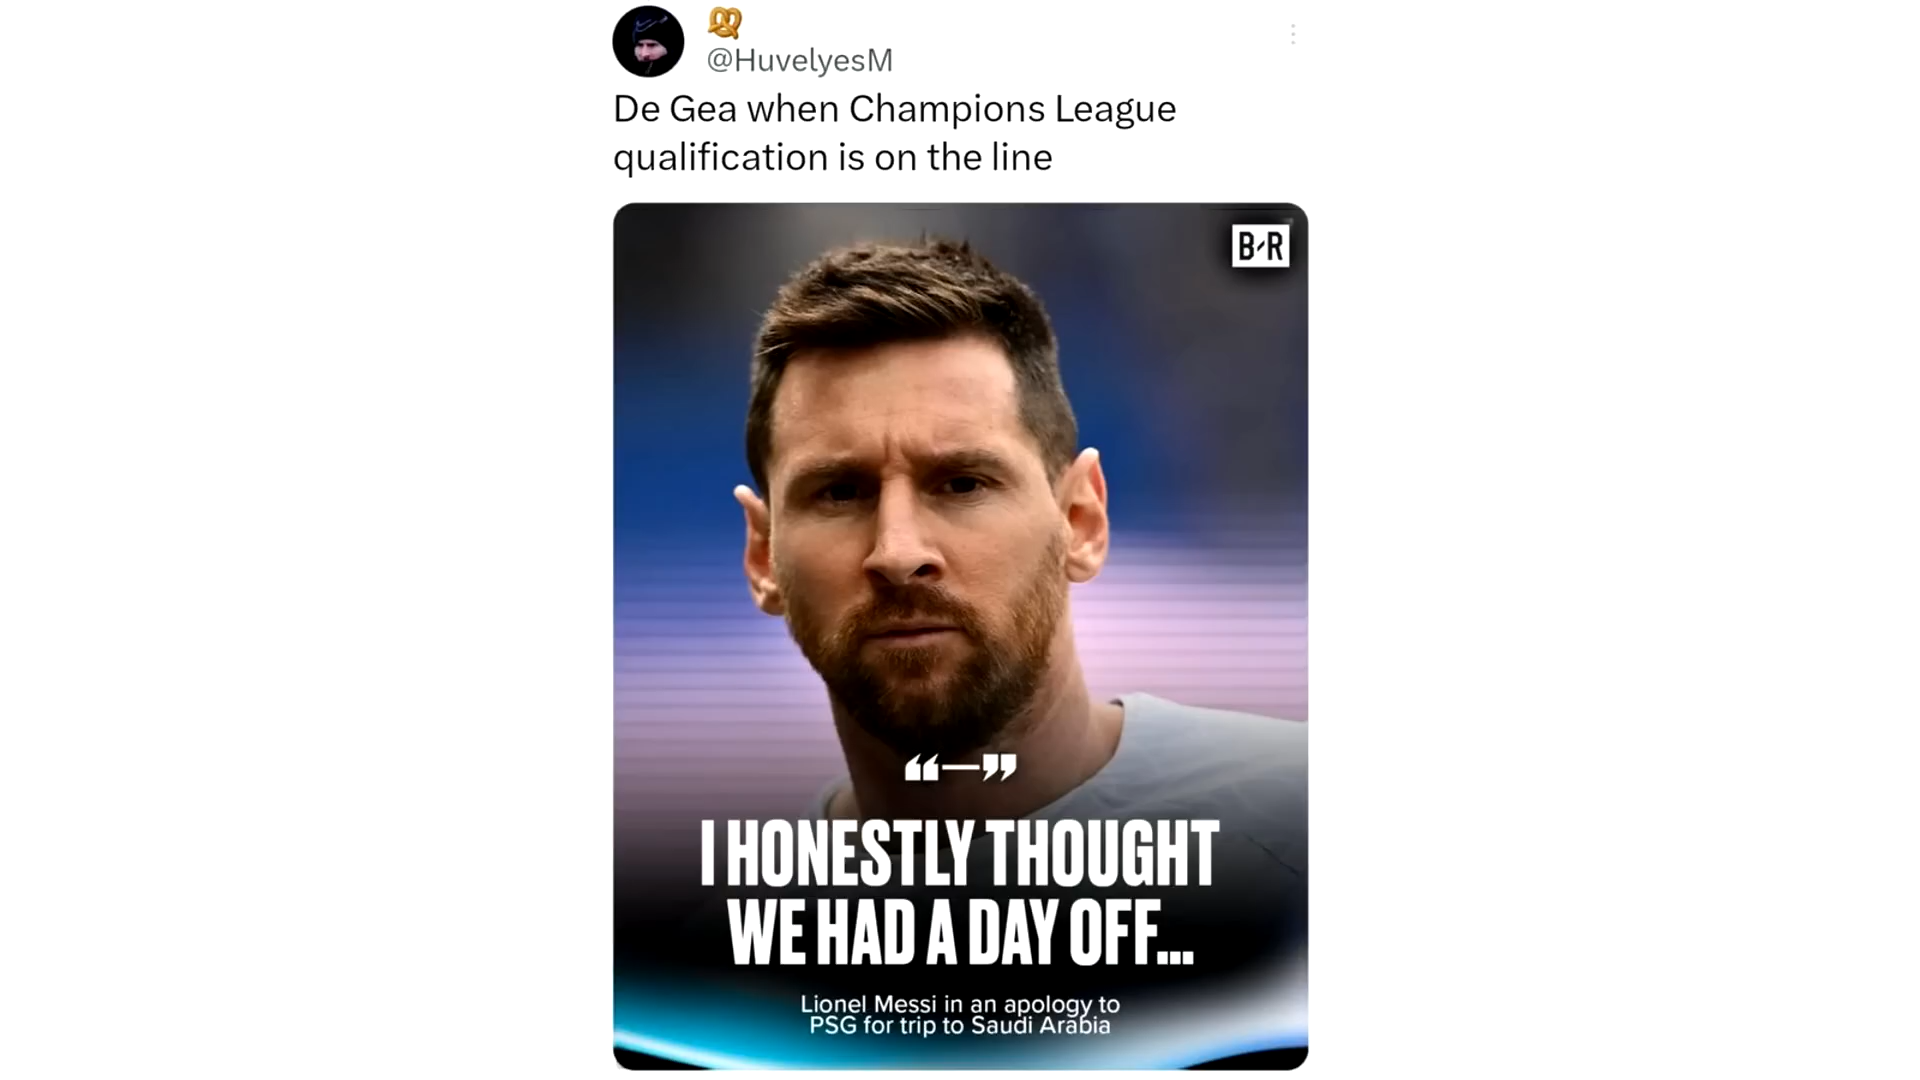 @HuvelyesM
De Gea when Champions League
qualification is on the line
B-R
“—”
I HONESTLY THOUGHT
WE HAD A DAY OFF...
Lionel Messi in an apology to
PSG for trip to Saudi Arabia